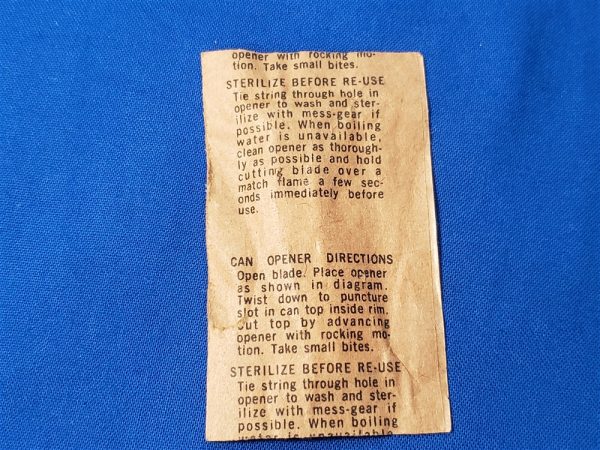 opener with rocking mo-
tion. Take small bites.
STERILIZE BEFORE RE-USE
Tie string through hole in
opener to wash and ster-
ilize with mess-gear if
possible. When boiling
water is unavailable,
clean opener as thorough-
ly as possible and hold
cutting blade over a
match flame a few sec-
onds immediately before
use.
CAN OPENER DIRECTIONS
Open blade. Place opener
as shown in diagram.
Twist down to puncture
slot in can top inside rim.
Cut top by advancing
opener with rocking mo-
tion. Take small bites.
STERILIZE BEFORE RE-USE
Tie string through hole in
opener to wash and ster-
ilize with mess-gear if
possible. When boiling
water is unavailable